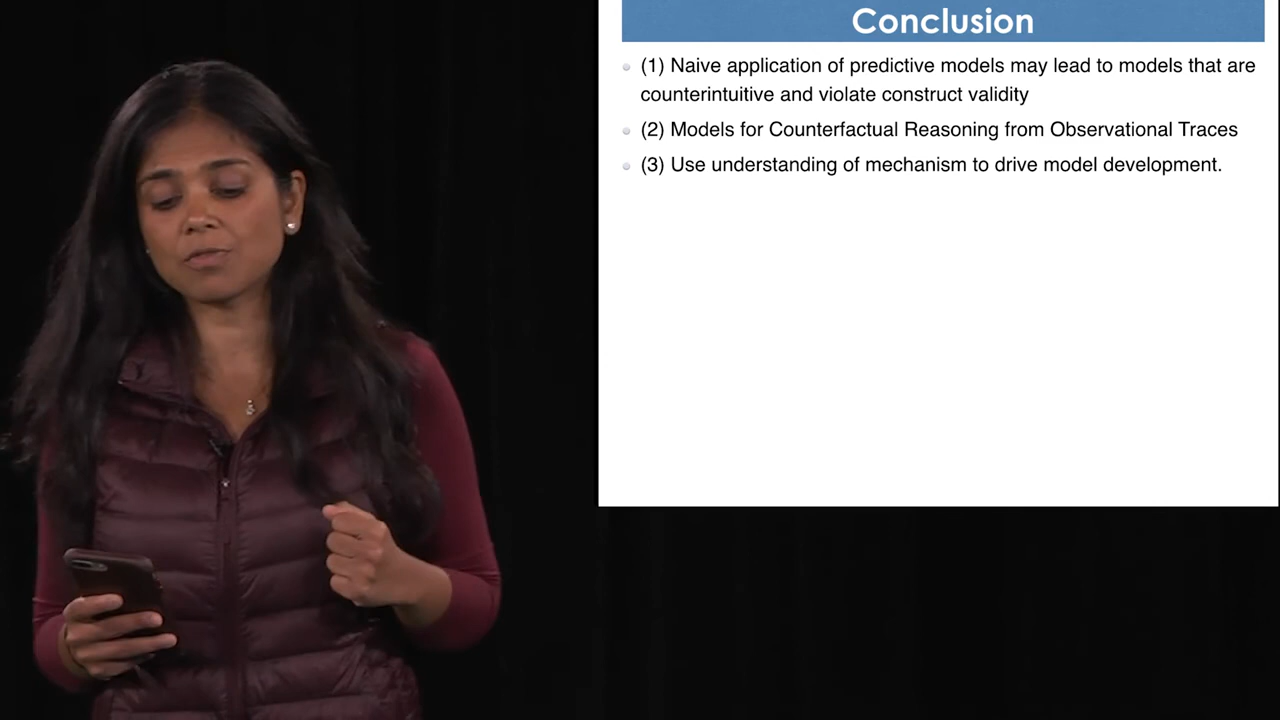 Conclusion
(1) Naive application of predictive models may lead to models that are
counterintuitive and violate construct validity
(2) Models for Counterfactual Reasoning from Observational Traces
(3) Use understanding of mechanism to drive model development.